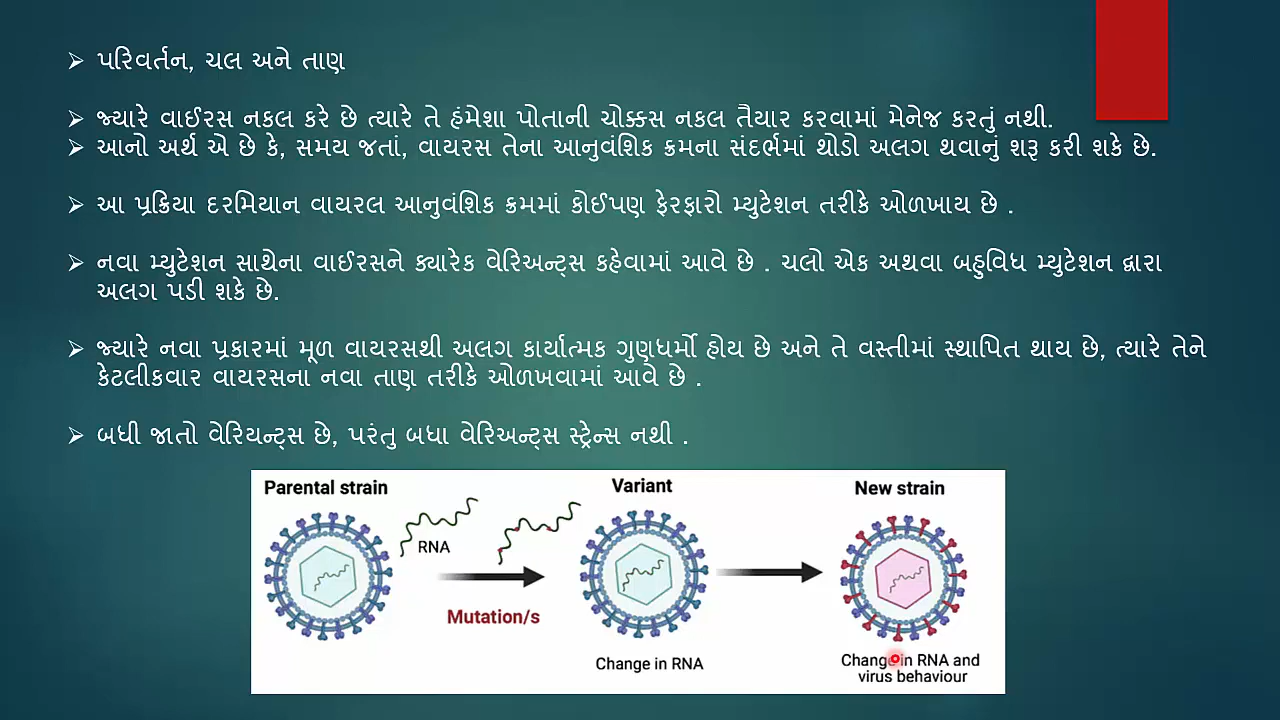 ➢ પરિવર્તન, ચલ અને તાણ
➢ જ્યારે વાઈરસ નકલ કરે છે ત્યારે તે હંમેશા પોતાની ચોક્કસ નકલ તૈયાર કરવામાં મેનેજ કરતું નથી.
➢ આનો અર્થ એ છે કે, સમય જતાં, વાયરસ તેના આનુવંશિક ક્રમના સંદર્ભમાં થોડો અલગ થવાનું શરૂ કરી શકે છે.
➢ આ પ્રક્રિયા દરમિયાન વાયરલ આનુવંશિક ક્રમમાં કોઈપણ ફેરફારો મ્યુટેશન તરીકે ઓળખાય છે .
➢ નવા મ્યુટેશન સાથેના વાઈરસને ક્યારેક વેરિઅન્ટ્સ કહેવામાં આવે છે . ચલો એક અથવા બહુવિધ મ્યુટેશન દ્વારા
અલગ પડી શકે છે.
➢ જ્યારે નવા પ્રકારમાં મૂળ વાયરસથી અલગ કાર્યાત્મક ગુણધર્મો હોય છે અને તે વસ્તીમાં સ્થાપિત થાય છે, ત્યારે તેને
કેટલીકવાર વાયરસના નવા તાણ તરીકે ઓળખવામાં આવે છે .
➢ બધી જાતો વેરિયન્ટ્સ છે, પરંતુ બધા વેરિઅન્ટ્સ સ્ટ્રેન્સ નથી .
Parental strain
Variant
New strain
RNA
Mutation/s
Change in RNA
Change in RNA and
virus behaviour